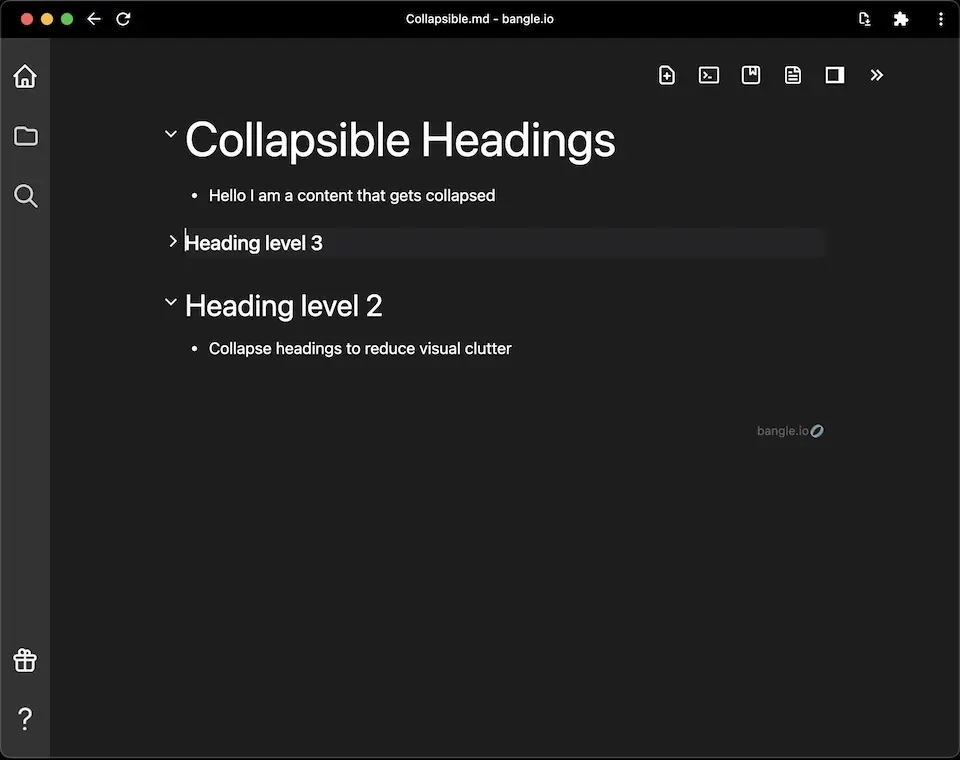 Collapsible.md - bangle.io
Collapsible Headings
• Hello I am a content that gets collapsed
Heading level 3
Heading level 2
• Collapse headings to reduce visual clutter
bangle.io